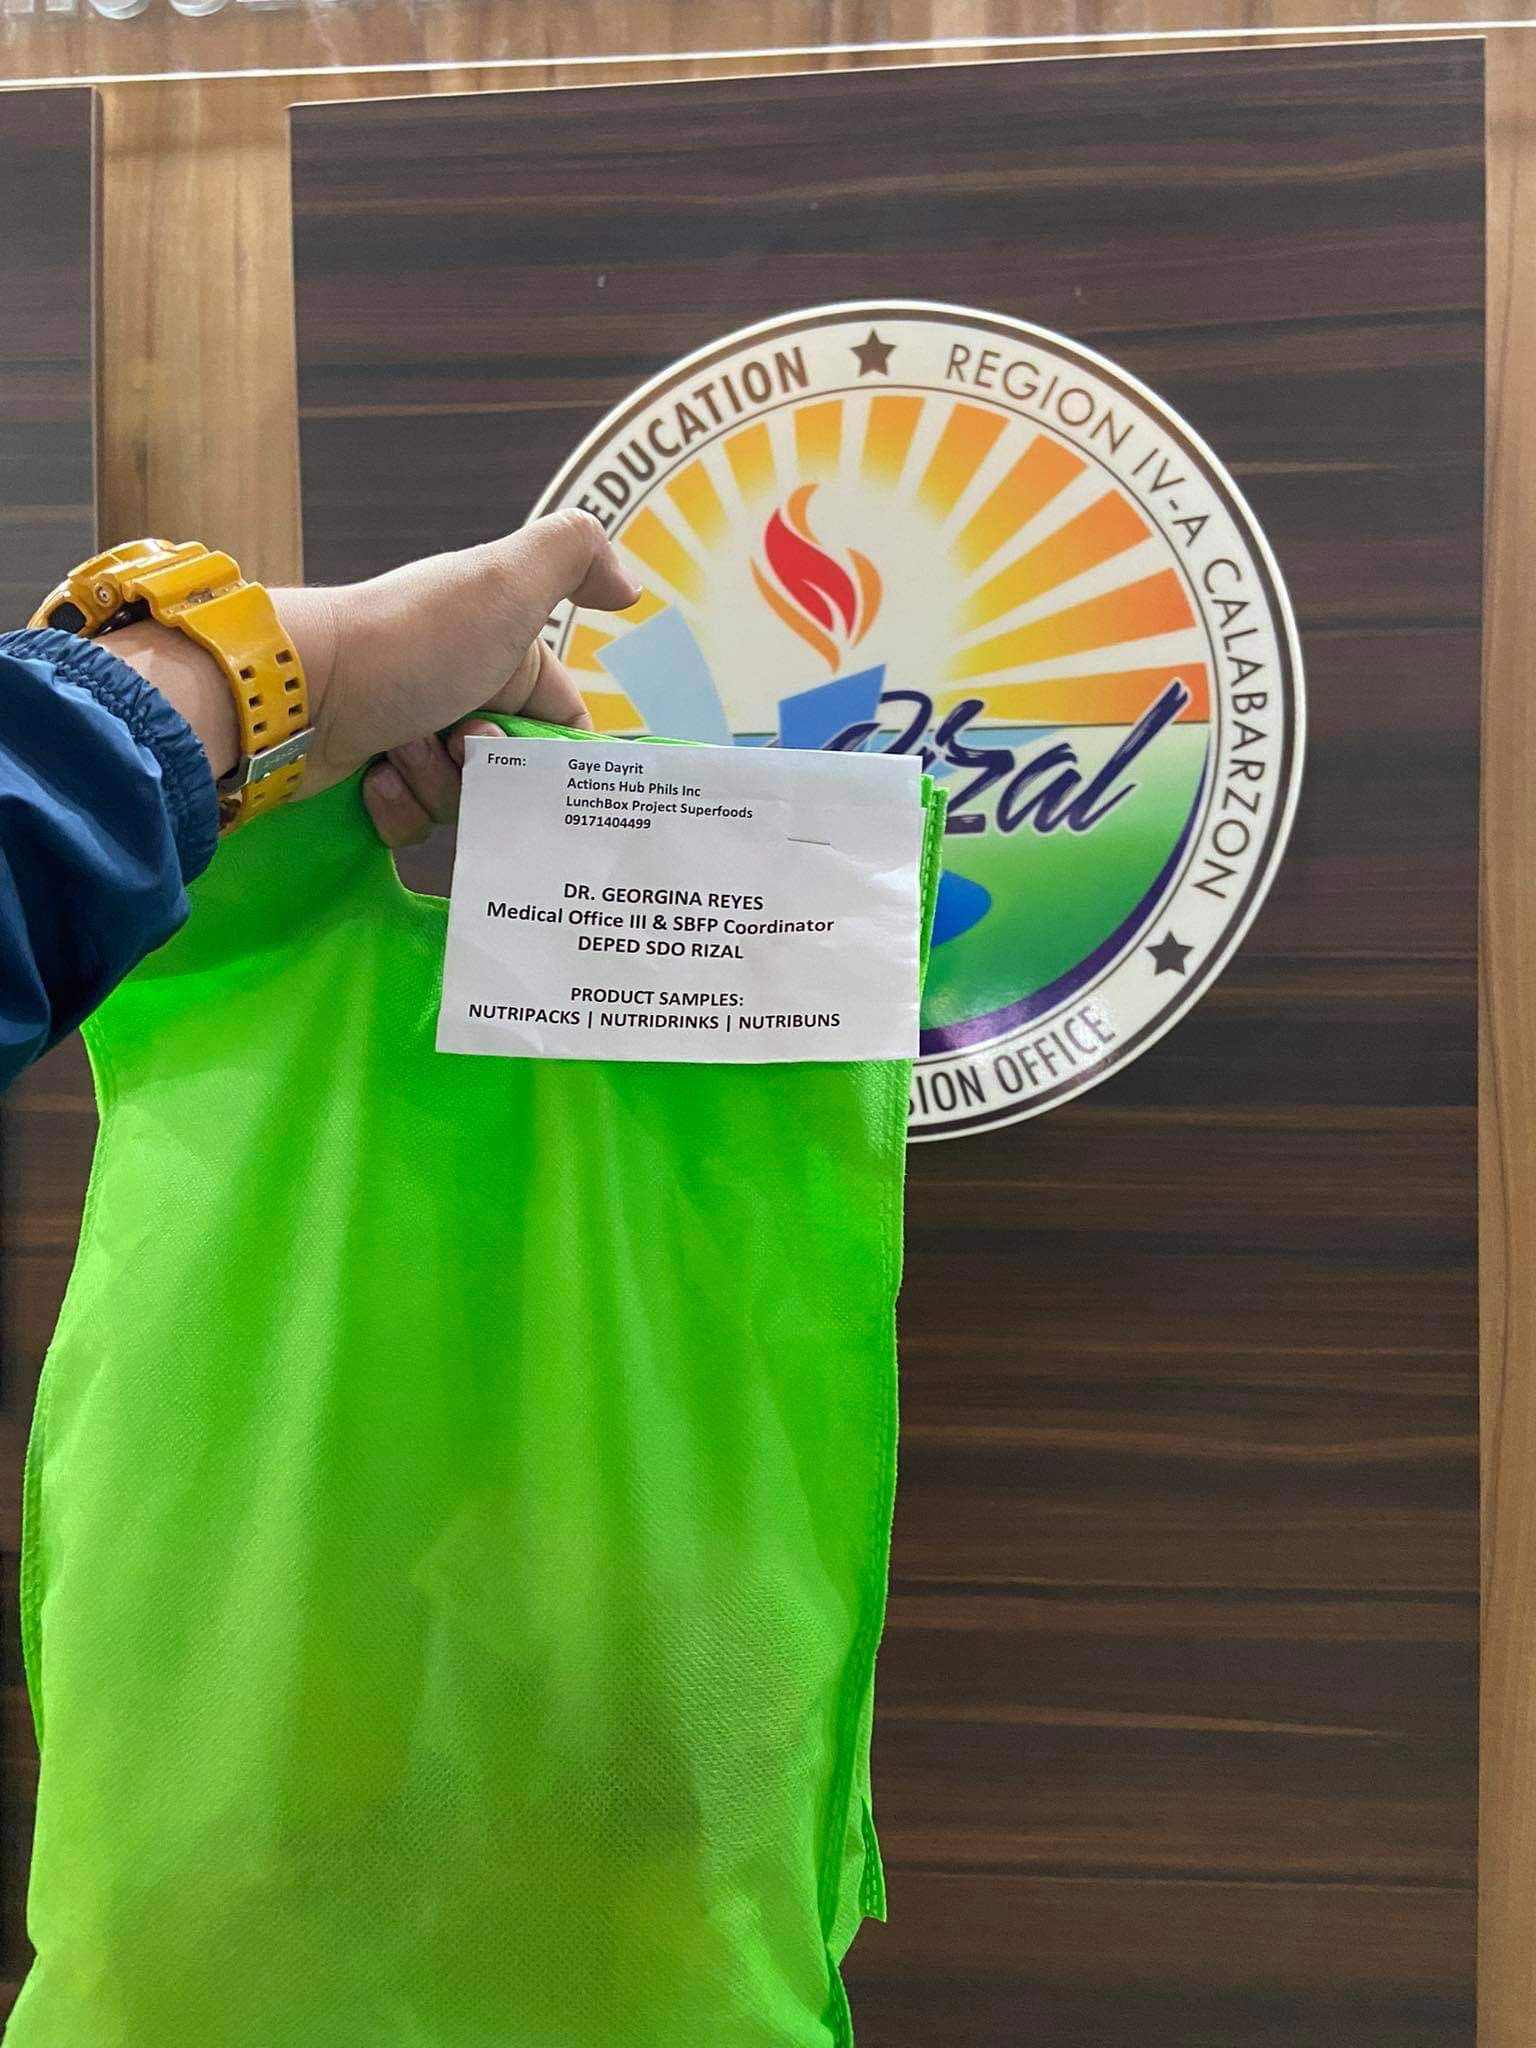 EDUCATION ★ REGION IV-A CALABARZON ★
SION OFFICE
Rizal
From: Gaye Dayrit
Actions Hub Phils Inc
LunchBox Project Superfoods
09171404499
DR. GEORGINA REYES
Medical Office III & SBFP Coordinator
DEPED SDO RIZAL
PRODUCT SAMPLES:
NUTRIPACKS | NUTRIDRINKS | NUTRIBUNS